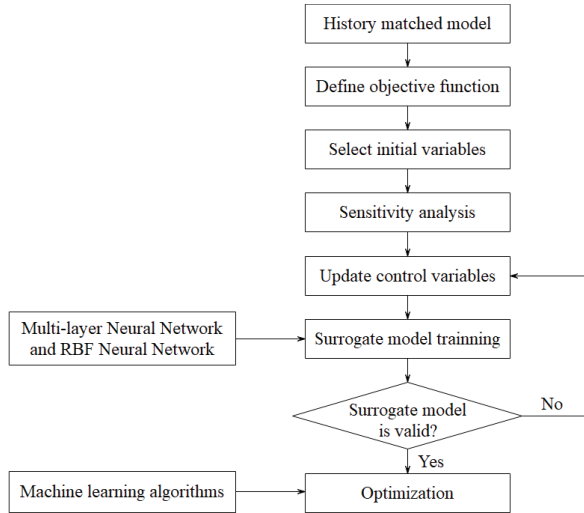 History matched model
Define objective function
Select initial variables
Sensitivity analysis
Update control variables
Multi-layer Neural Network
and RBF Neural Network
Surrogate model trainning
Surrogate model
is valid?
No
Yes
Machine learning algorithms
Optimization